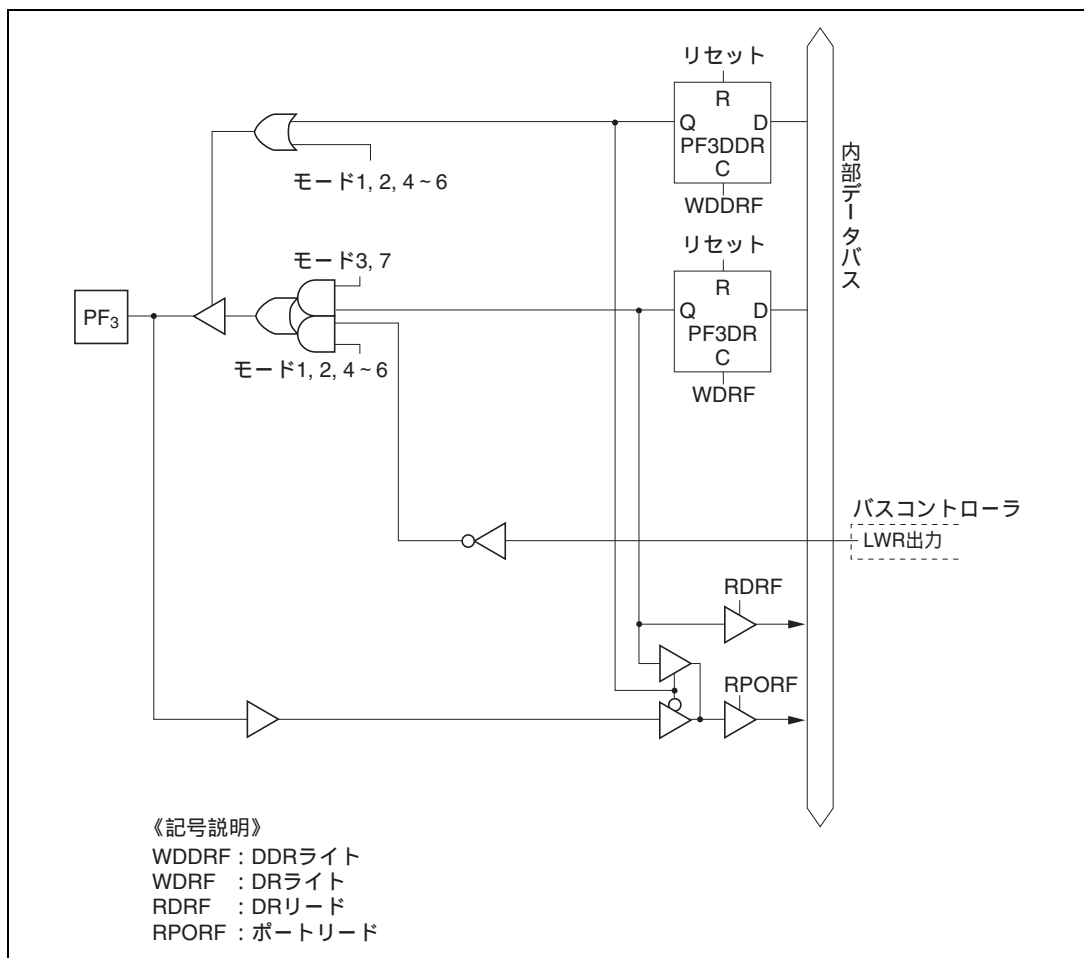 リセット
R
Q D
PF3DDR
C
WDDRF
モード1, 2, 4～6
内部データバス
リセット
R
Q D
PF3DR
C
WDRF
モード3, 7
PF3
モード1, 2, 4～6
バスコントローラ
LWR出力
RDRF
RPORF
《記号説明》
WDDRF : DDRライト
WDRF : DRライト
RDRF : DRリード
RPORF : ポートリード